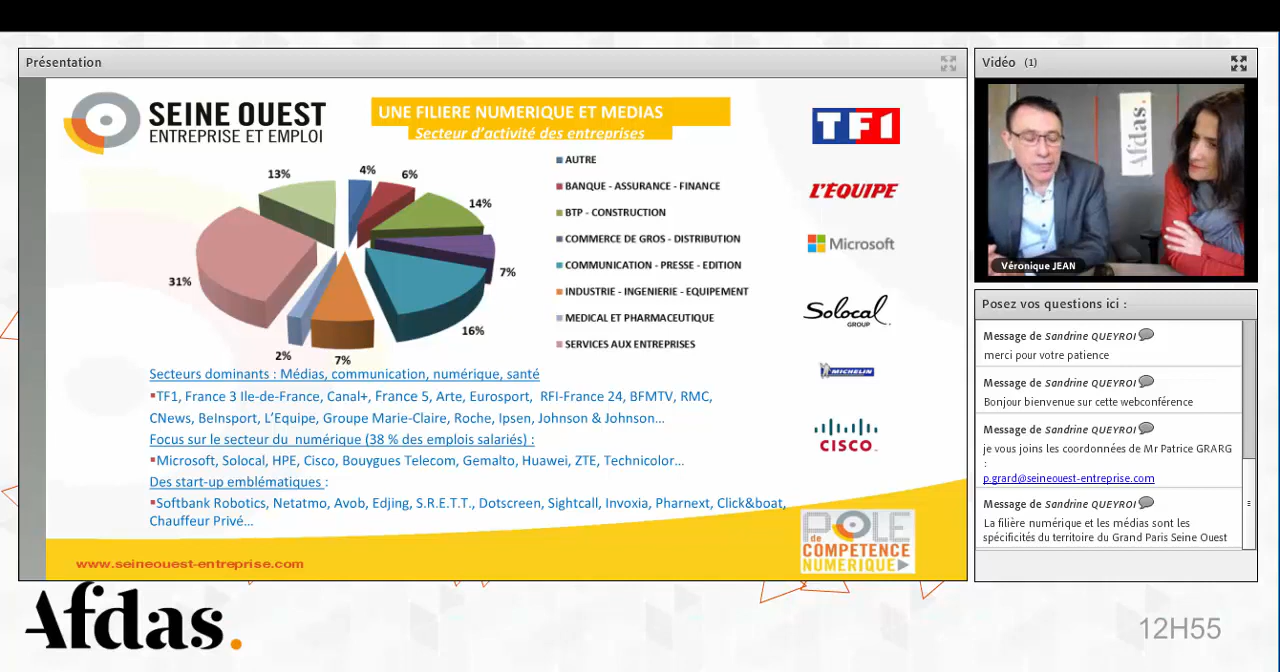 Présentation
SEINE OUEST
ENTREPRISE ET EMPLOI
UNE FILIERE NUMERIQUE ET MEDIAS
Secteur d'activité des entreprises
TF1
L'ÉQUIPE
Microsoft
Solocal
GROUP
MICHELIN
CISCO
13%
4%
6%
14%
7%
16%
7%
2%
31%
AUTRE
BANQUE - ASSURANCE - FINANCE
BTP - CONSTRUCTION
COMMERCE DE GROS - DISTRIBUTION
COMMUNICATION - PRESSE - EDITION
INDUSTRIE - INGENIERIE - EQUIPEMENT
MEDICAL ET PHARMACEUTIQUE
SERVICES AUX ENTREPRISES
Secteurs dominants : Médias, communication, numérique, santé
▪TF1, France 3 Ile-de-France, Canal+, France 5, Arte, Eurosport, RFI-France 24, BFMTV, RMC,
CNews, BeInsport, L'Equipe, Groupe Marie-Claire, Roche, Ipsen, Johnson & Johnson…
Focus sur le secteur du numérique (38 % des emplois salariés) :
▪Microsoft, Solocal, HPE, Cisco, Bouygues Telecom, Gemalto, Huawei, ZTE, Technicolor…
Des start-up emblématiques :
▪Softbank Robotics, Netatmo, Avob, Edjing, S.R.E.T.T., Dotscreen, Sightcall, Invoxia, Pharnext, Click&boat,
Chauffeur Privé…
www.seineouest-entreprise.com
POLE
de COMPETENCE
NUMERIQUE
Vidéo (1)
Afdas.
Véronique JEAN
Posez vos questions ici :
Message de Sandrine QUEYROI
merci pour votre patience
Message de Sandrine QUEYROI
Bonjour bienvenue sur cette webconférence
Message de Sandrine QUEYROI
je vous joins les coordonnées de Mr Patrice GRARG
:
p.grard@seineouest-entreprise.com
Message de Sandrine QUEYROI
La filière numérique et les médias sont les
spécificités du territoire du Grand Paris Seine Ouest
Afdas.
12H55